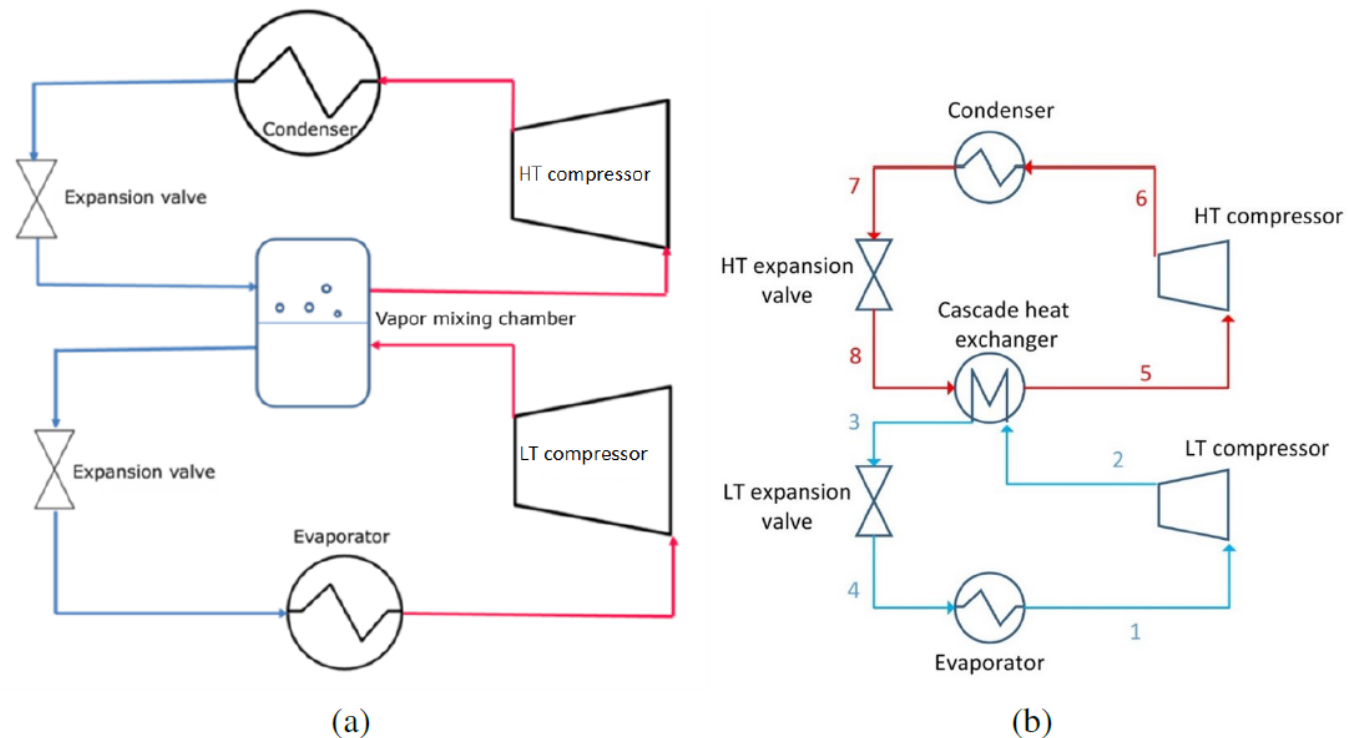 Condenser
HT compressor
Expansion valve
Vapor mixing chamber
LT compressor
Expansion valve
Evaporator
(a)
Condenser
7
6
HT compressor
HT expansion
valve
Cascade heat
exchanger
8
5
3
2
LT compressor
LT expansion
valve
4
1
Evaporator
(b)